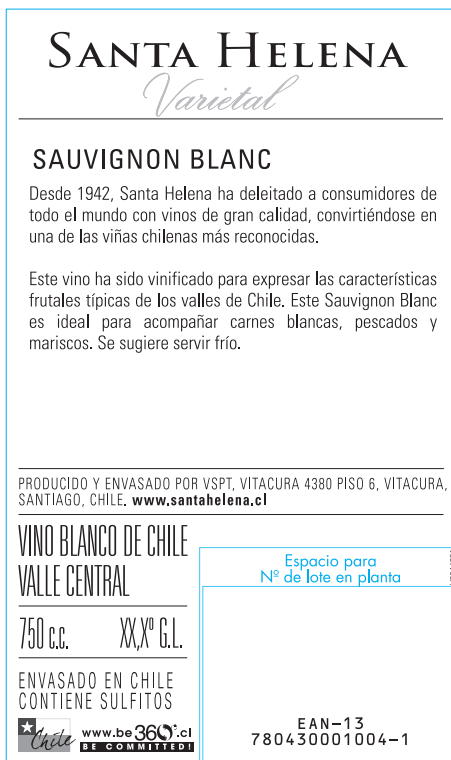 SANTA HELENA
Varietal
SAUVIGNON BLANC
Desde 1942, Santa Helena ha deleitado a consumidores de
todo el mundo con vinos de gran calidad, convirtiéndose en
una de las viñas chilenas más reconocidas.
Este vino ha sido vinificado para expresar las características
frutales típicas de los valles de Chile. Este Sauvignon Blanc
es ideal para acompañar carnes blancas, pescados y
mariscos. Se sugiere servir frío.
PRODUCIDO Y ENVASADO POR VSPT, VITACURA 4380 PISO 6, VITACURA,
SANTIAGO, CHILE. www.santahelena.cl
VINO BLANCO DE CHILE
VALLE CENTRAL
750 c.c. XX,Xº G.L.
ENVASADO EN CHILE
CONTIENE SULFITOS
Chile
www.be360°.cl
BE COMMITTED!
Espacio para
Nº de lote en planta
EAN-13
780430001004-1